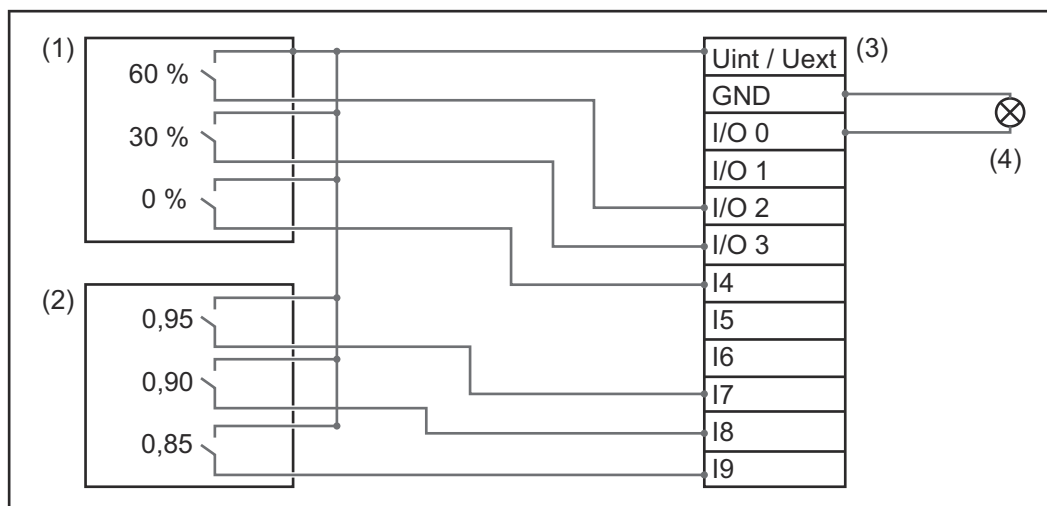 (1)
60 %
30 %
0 %
(2)
0,95
0,90
0,85
Uint / Uext
GND
I/O 0
I/O 1
I/O 2
I/O 3
I4
I5
I6
I7
I8
I9
(3)
(4)